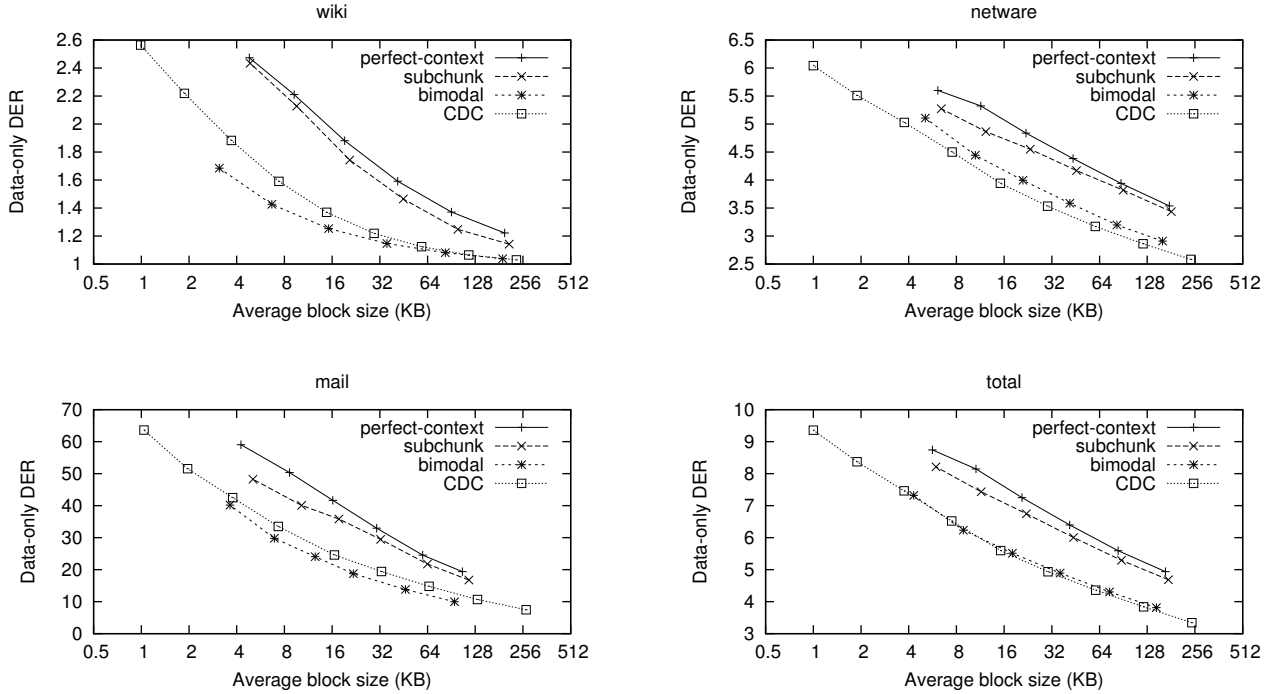 wiki
Data-only DER
2.6
2.4
2.2
2
1.8
1.6
1.4
1.2
1
perfect-context
subchunk
bimodal
CDC
0.5 1 2 4 8 16 32 64 128 256 512
Average block size (KB)
netware
Data-only DER
6.5
6
5.5
5
4.5
4
3.5
3
2.5
perfect-context
subchunk
bimodal
CDC
0.5 1 2 4 8 16 32 64 128 256 512
Average block size (KB)
mail
Data-only DER
70
60
50
40
30
20
10
0
perfect-context
subchunk
bimodal
CDC
0.5 1 2 4 8 16 32 64 128 256 512
Average block size (KB)
total
Data-only DER
10
9
8
7
6
5
4
3
perfect-context
subchunk
bimodal
CDC
0.5 1 2 4 8 16 32 64 128 256 512
Average block size (KB)